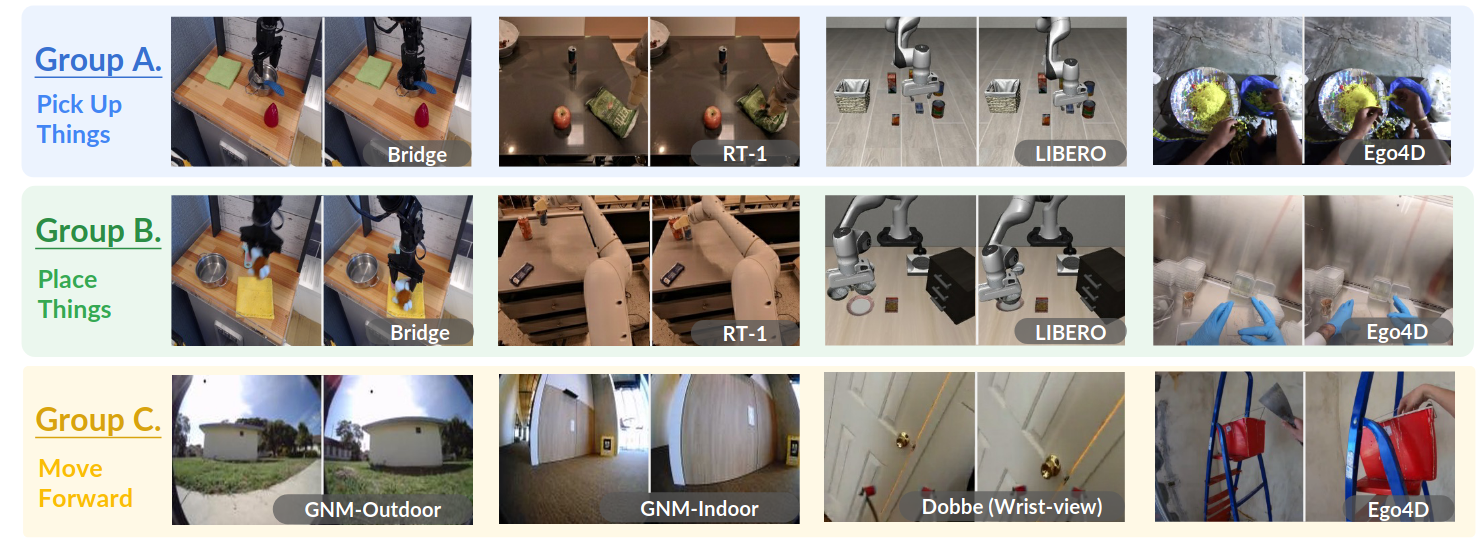 Group A.
Pick Up
Things
Bridge
RT-1
LIBERO
Ego4D
Group B.
Place
Things
Bridge
RT-1
LIBERO
Ego4D
Group C.
Move
Forward
GNM-Outdoor
GNM-Indoor
Dobbe (Wrist-view)
Ego4D